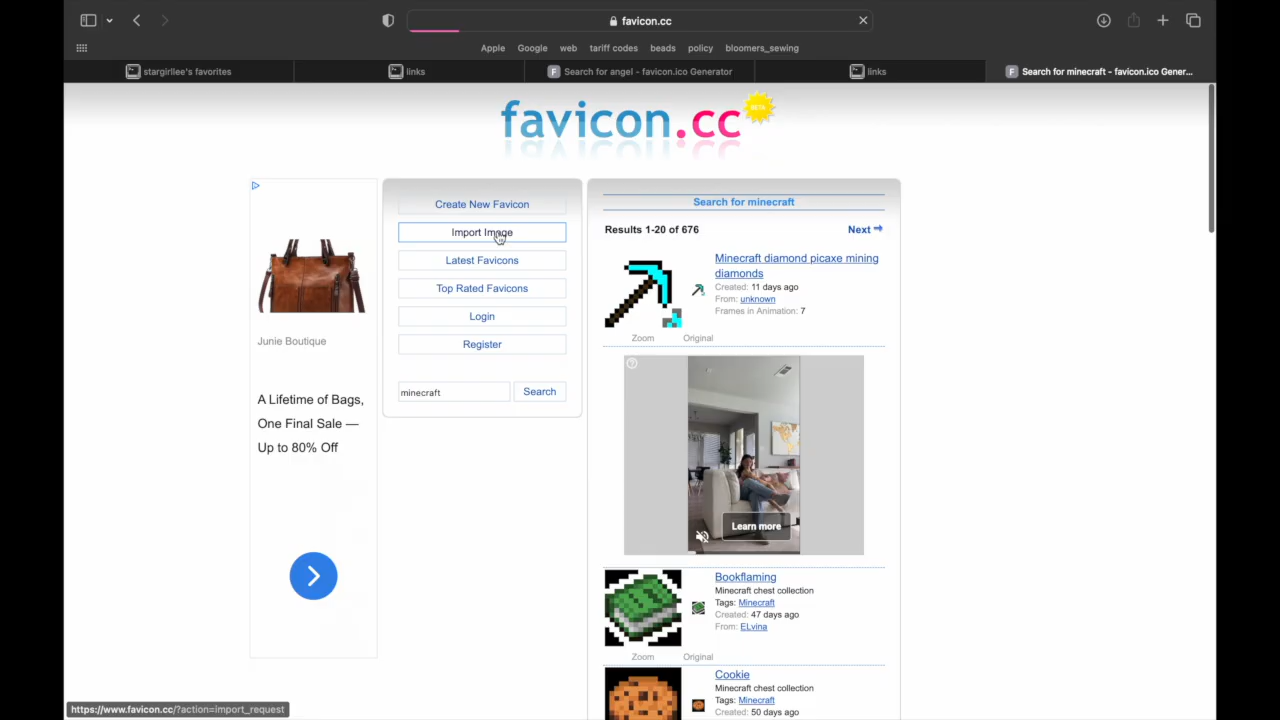 favicon.cc
Apple Google web tariff codes beads policy bloomers_sewing
stargirllee's favorites links Search for angel - favicon.ico Generator links Search for minecraft - favicon.ico Gener...
favicon.cc BETA
Create New Favicon
Import Image
Latest Favicons
Top Rated Favicons
Login
Register
minecraft Search
Junie Boutique
A Lifetime of Bags,
One Final Sale —
Up to 80% Off
Search for minecraft
Results 1-20 of 676 Next
Minecraft diamond picaxe mining
diamonds
Created: 11 days ago
From: unknown
Frames in Animation: 7
Zoom Original
Learn more
Bookflaming
Minecraft chest collection
Tags: Minecraft
Created: 47 days ago
From: ELvina
Zoom Original
Cookie
Minecraft chest collection
Tags: Minecraft
Created: 50 days ago
https://www.favicon.cc/?action=import_request